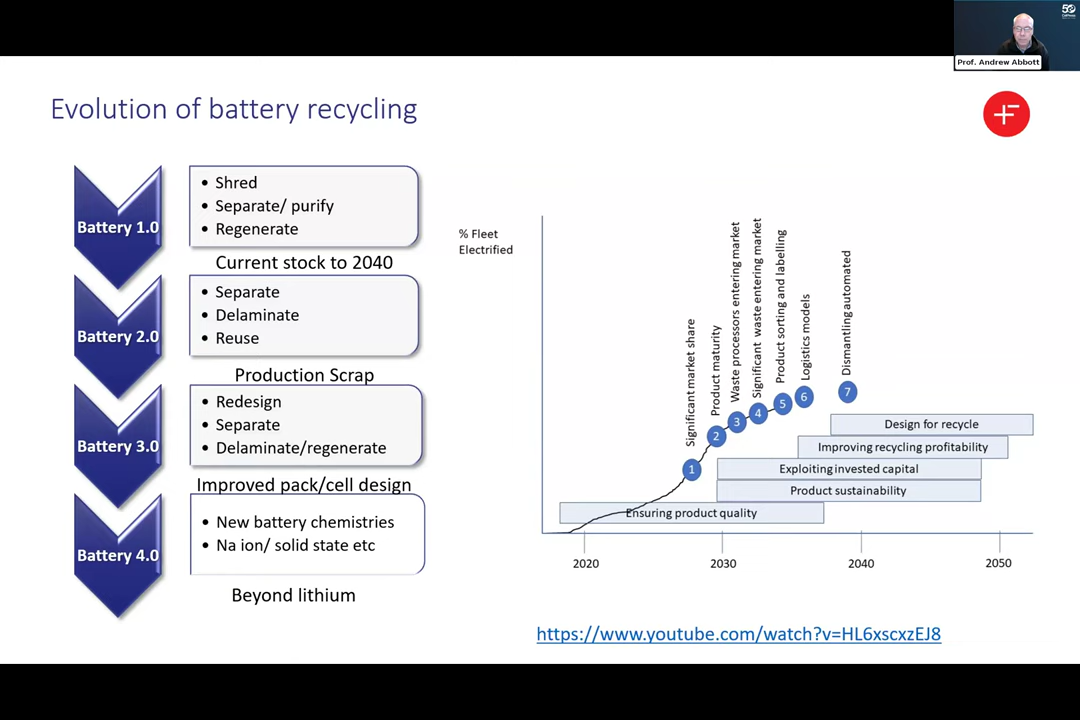 50
Prof. Andrew Abbott
Evolution of battery recycling
Battery 1.0
• Shred
• Separate/ purify
• Regenerate
Current stock to 2040
Battery 2.0
• Separate
• Delaminate
• Reuse
Production Scrap
Battery 3.0
• Redesign
• Separate
• Delaminate/regenerate
Improved pack/cell design
Battery 4.0
• New battery chemistries
• Na ion/ solid state etc
Beyond lithium
% Fleet
Electrified
Significant market share
Product maturity
Waste processors entering market
Significant waste entering market
Product sorting and labelling
Logistics models
Dismantling automated
1
2
3
4
5
6
7
Design for recycle
Improving recycling profitability
Exploiting invested capital
Product sustainability
Ensuring product quality
2020
2030
2040
2050
https://www.youtube.com/watch?v=HL6xscxzEJ8